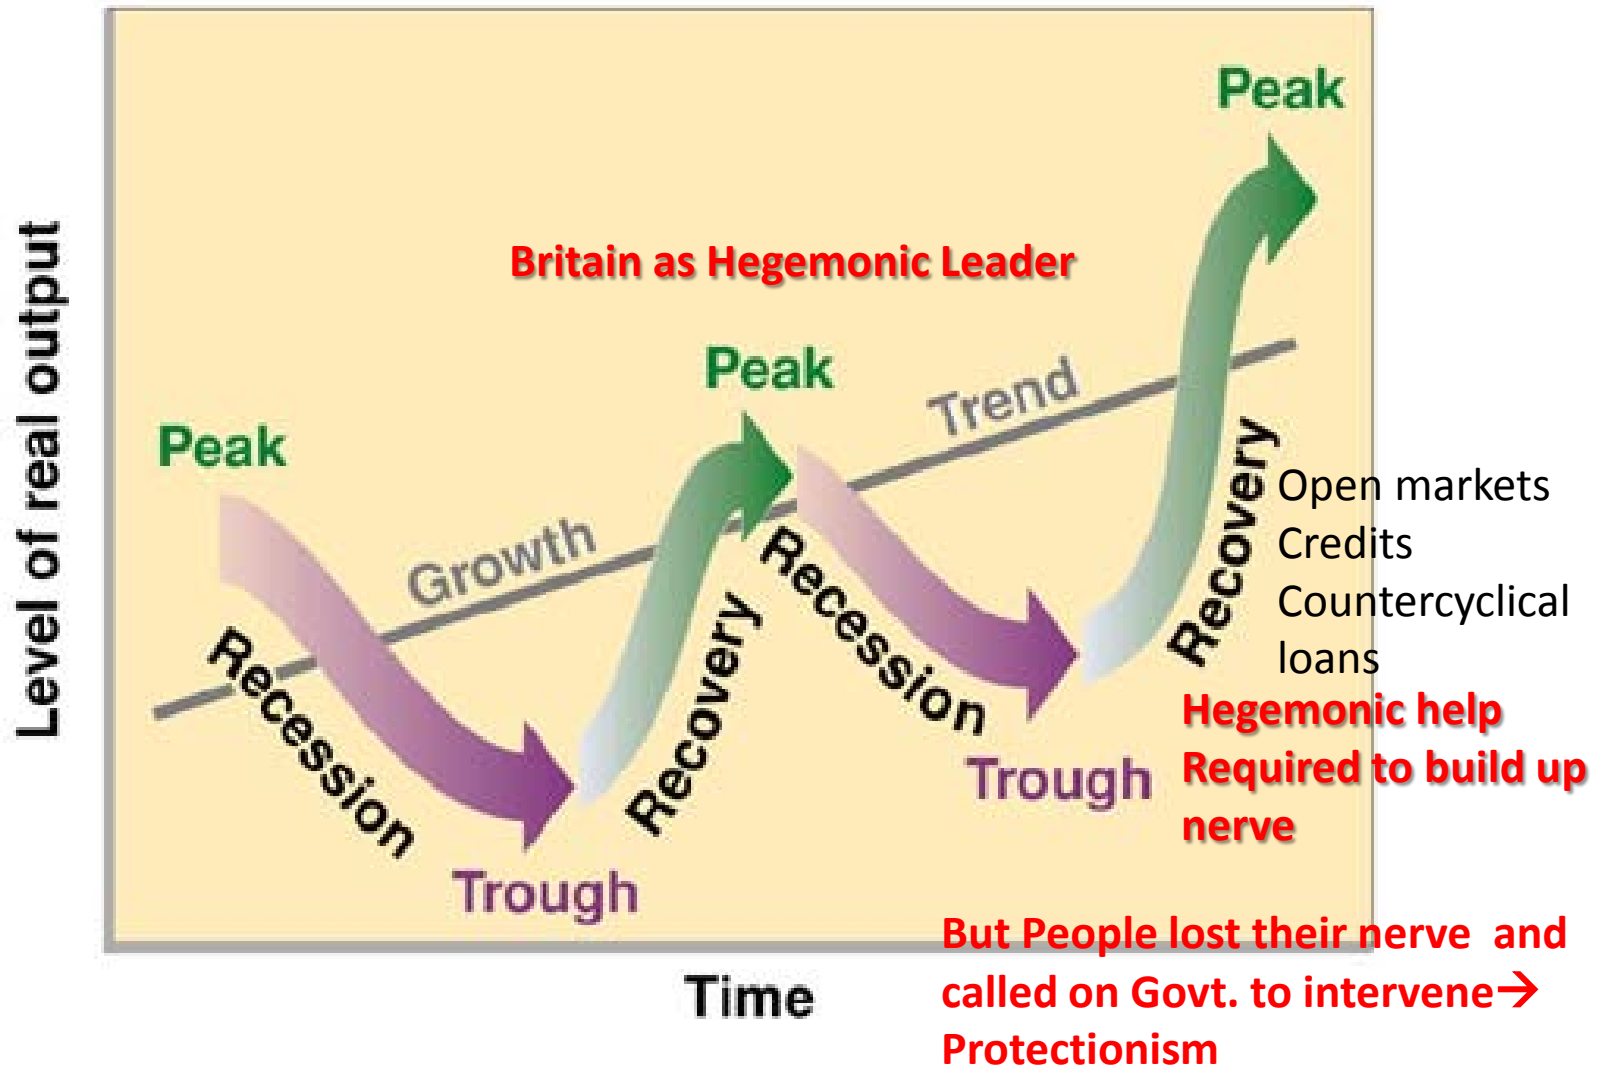 Peak
Britain as Hegemonic Leader
Peak
Trend
Peak
Growth
Level of real output
Recession
Recovery
Recession
Recovery
Open markets
Credits
Countercyclical
loans
Trough
Trough
Hegemonic help
Required to build up
nerve
Time
But People lost their nerve and
called on Govt. to intervene→
Protectionism